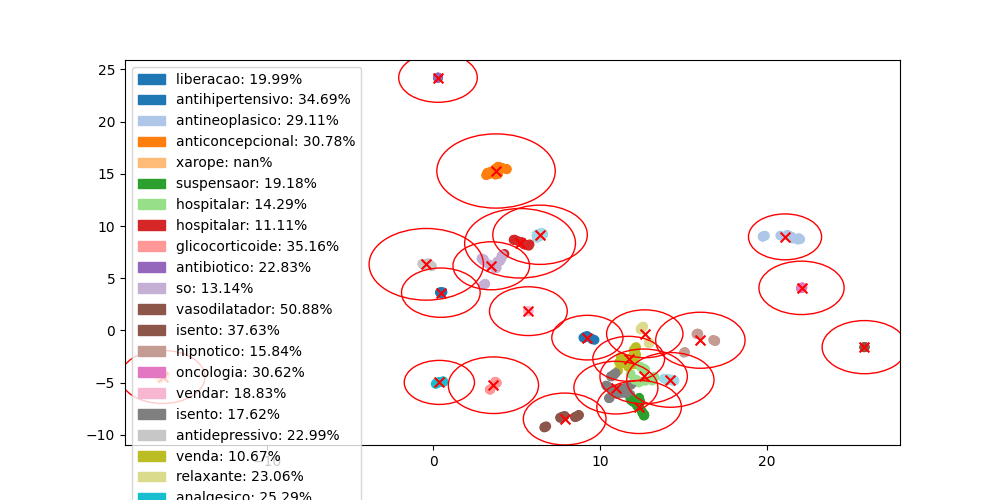 25
20
15
10
5
0
−5
−10
−10
0
10
20
liberacao: 19.99%
antihipertensivo: 34.69%
antineoplasico: 29.11%
anticoncepcional: 30.78%
xarope: nan%
suspensaor: 19.18%
hospitalar: 14.29%
hospitalar: 11.11%
glicocorticoide: 35.16%
antibiotico: 22.83%
so: 13.14%
vasodilatador: 50.88%
isento: 37.63%
hipnotico: 15.84%
oncologia: 30.62%
vendar: 18.83%
isento: 17.62%
antidepressivo: 22.99%
venda: 10.67%
relaxante: 23.06%
analgesico: 25.29%